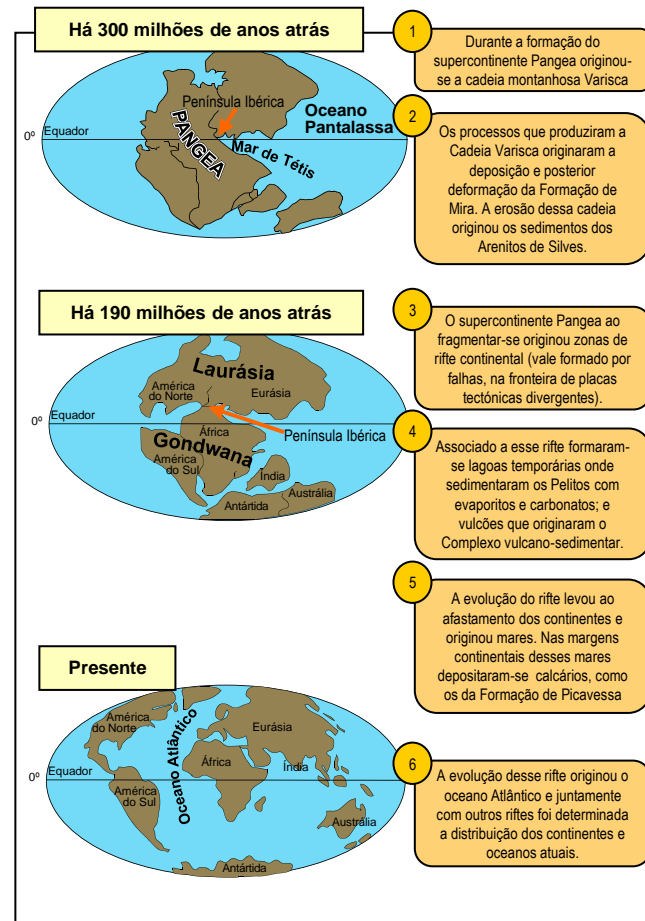 Há 300 milhões de anos atrás
Península Ibérica
Oceano
Pantalassa
0º
Equador
PANGEA
Mar de Tétis
1
Durante a formação do
supercontinente Pangea originou-
se a cadeia montanhosa Varisca
2
Os processos que produziram a
Cadeia Varisca originaram a
deposição e posterior
deformação da Formação de
Mira. A erosão dessa cadeia
originou os sedimentos dos
Arenitos de Silves.
Há 190 milhões de anos atrás
Laurásia
América
do Norte
Eurásia
0º
Equador
África
Península Ibérica
Gondwana
América
do Sul
Índia
Austrália
Antártida
3
O supercontinente Pangea ao
fragmentar-se originou zonas de
rifte continental (vale formado por
falhas, na fronteira de placas
tectónicas divergentes).
4
Associado a esse rifte formaram-
se lagoas temporárias onde
sedimentaram os Pelitos com
evaporitos e carbonatos; e
vulcões que originaram o
Complexo vulcano-sedimentar.
5
A evolução do rifte levou ao
afastamento dos continentes e
originou mares. Nas margens
continentais desses mares
depositaram-se calcários, como
os da Formação de Picavessa
Presente
América
do Norte
Oceano Atlântico
Eurásia
África
Índia
0º
Equador
América
do Sul
Austrália
Antártida
6
A evolução desse rifte originou o
oceano Atlântico e juntamente
com outros riftes foi determinada
a distribuição dos continentes e
oceanos atuais.